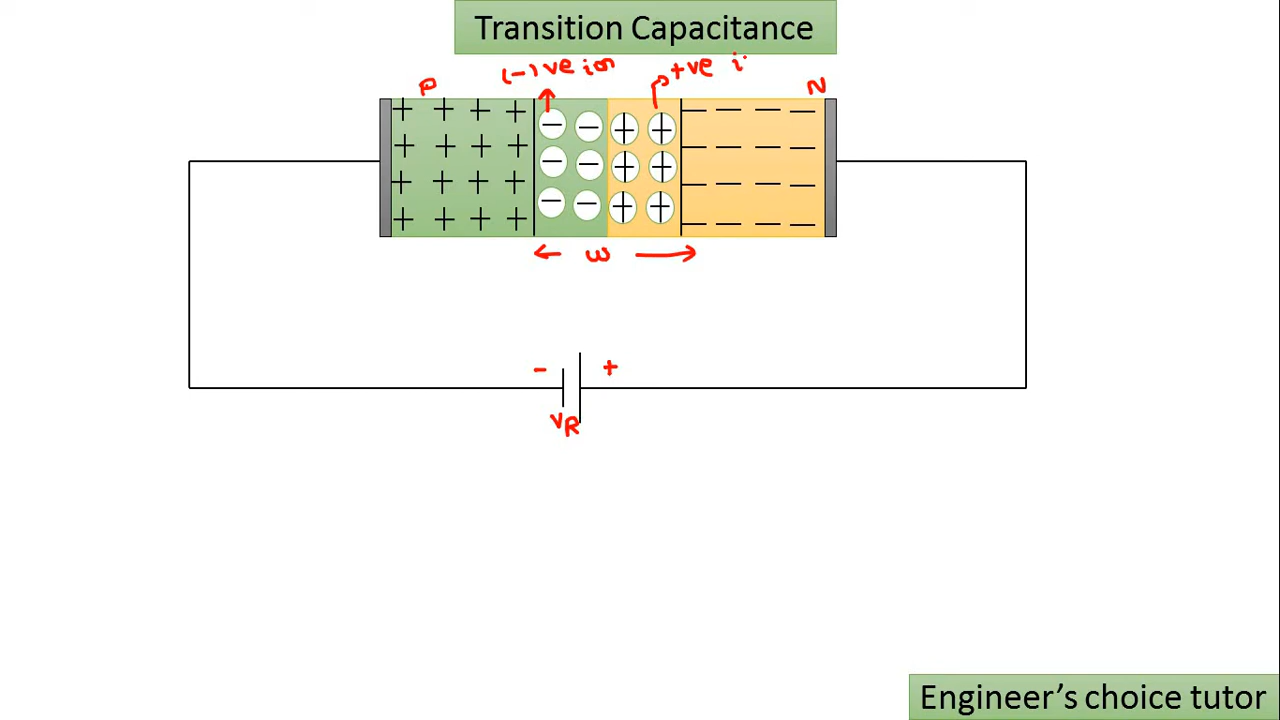 Transition Capacitance
P (-)ve ion +ve i N
← w →
- +
VR
Engineer's choice tutor